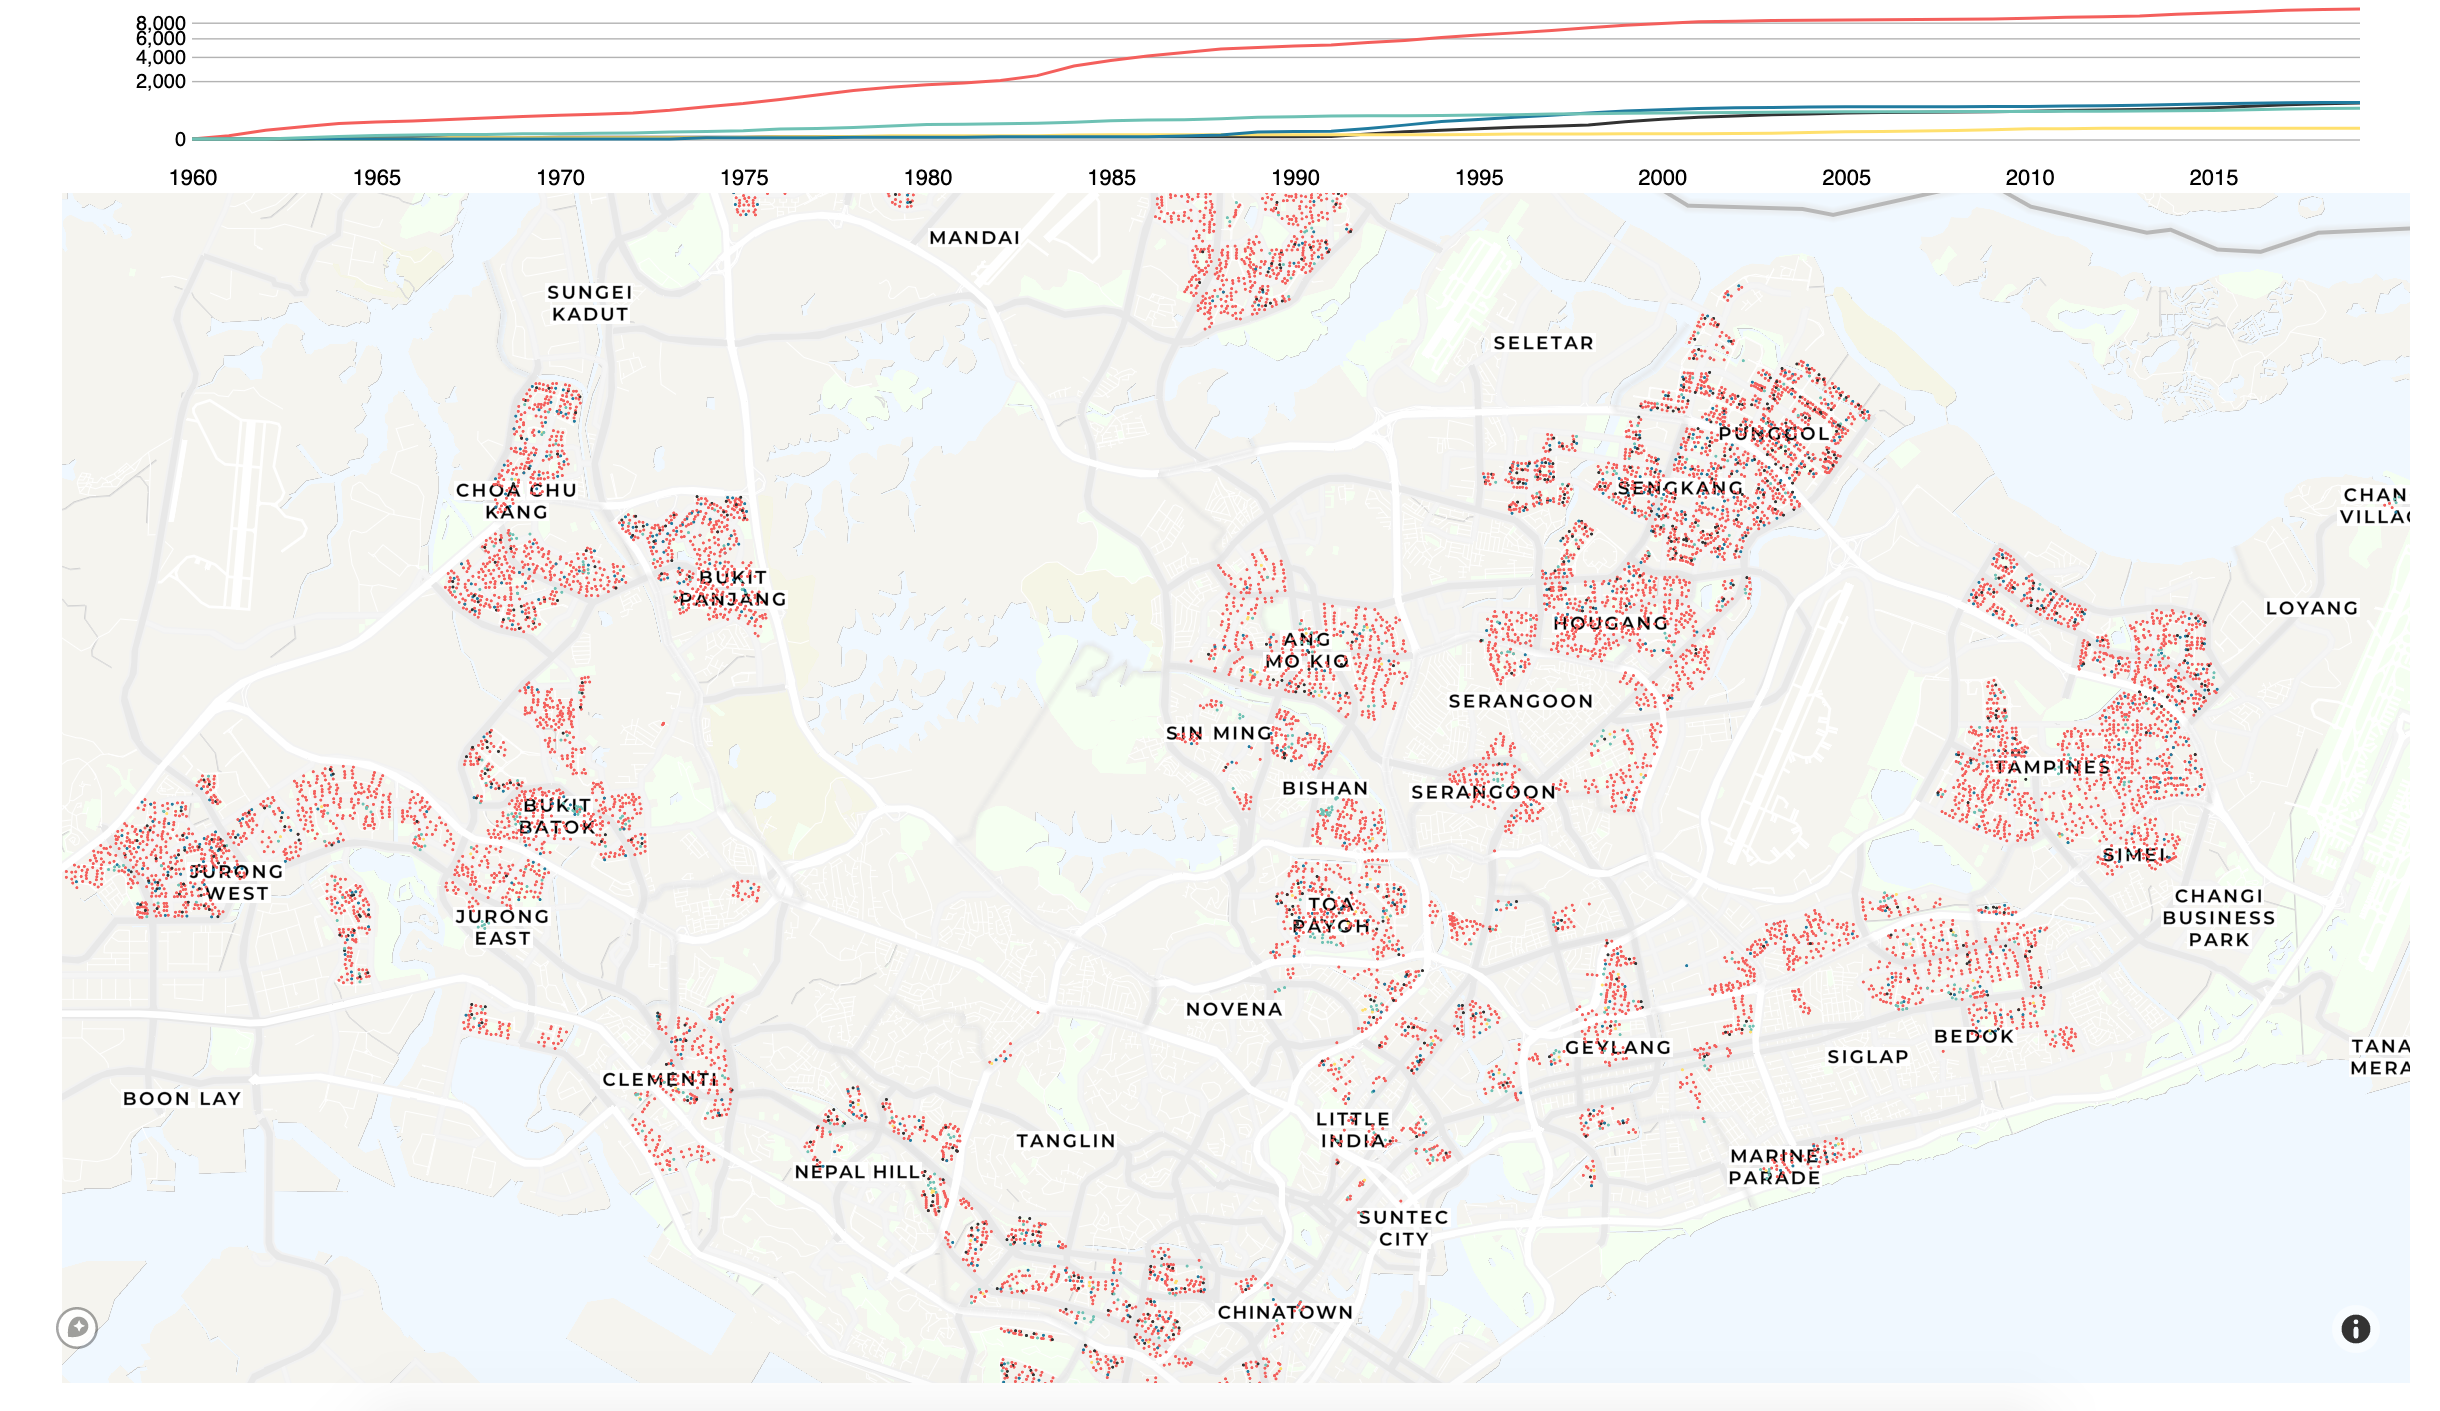 8,000
6,000
4,000
2,000
0
1960 1965 1970 1975 1980 1985 1990 1995 2000 2005 2010 2015
MANDAI
SUNGEI
KADUT
SELETAR
PUNGGOL
CHOA CHU
KANG
SENGKANG
CHAN
VILLA
BUKIT
PANJANG
LOYANG
HOUGANG
ANG
MO KIO
SERANGOON
SIN MING
TAMPINES
BISHAN
SERANGOON
BUKIT
BATOK
SIMEI
JURONG
WEST
CHANGI
BUSINESS
PARK
TOA
PAYOH
JURONG
EAST
NOVENA
BEDOK
GEYLANG
SIGLAP
TANA
MERA
CLEMENTI
BOON LAY
LITTLE
INDIA
TANGLIN
NEPAL HILL
MARINE
PARADE
SUNTEC
CITY
CHINATOWN